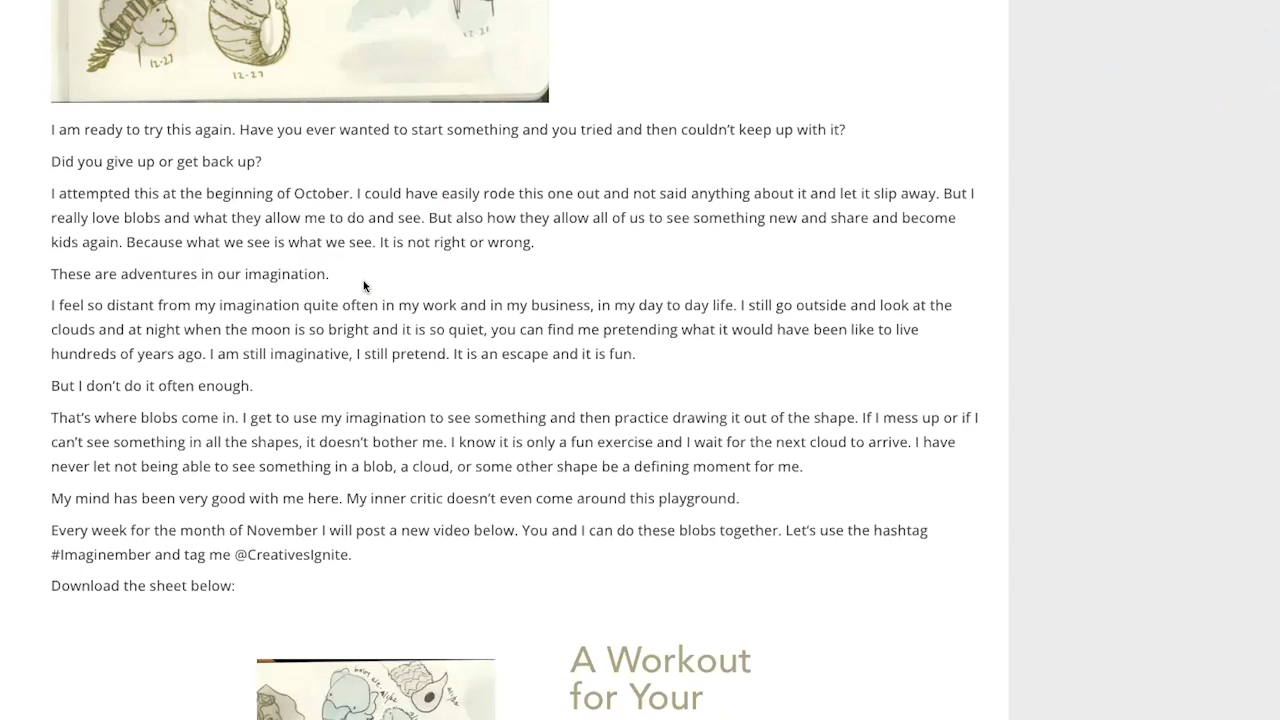 12-27
12-27
12-21
I am ready to try this again. Have you ever wanted to start something and you tried and then couldn’t keep up with it?
Did you give up or get back up?
I attempted this at the beginning of October. I could have easily rode this one out and not said anything about it and let it slip away. But I
really love blobs and what they allow me to do and see. But also how they allow all of us to see something new and share and become
kids again. Because what we see is what we see. It is not right or wrong.
These are adventures in our imagination.
I feel so distant from my imagination quite often in my work and in my business, in my day to day life. I still go outside and look at the
clouds and at night when the moon is so bright and it is so quiet, you can find me pretending what it would have been like to live
hundreds of years ago. I am still imaginative, I still pretend. It is an escape and it is fun.
But I don’t do it often enough.
That’s where blobs come in. I get to use my imagination to see something and then practice drawing it out of the shape. If I mess up or if I
can’t see something in all the shapes, it doesn’t bother me. I know it is only a fun exercise and I wait for the next cloud to arrive. I have
never let not being able to see something in a blob, a cloud, or some other shape be a defining moment for me.
My mind has been very good with me here. My inner critic doesn’t even come around this playground.
Every week for the month of November I will post a new video below. You and I can do these blobs together. Let’s use the hashtag
#Imaginember and tag me @CreativesIgnite.
Download the sheet below:
A Workout
for Your